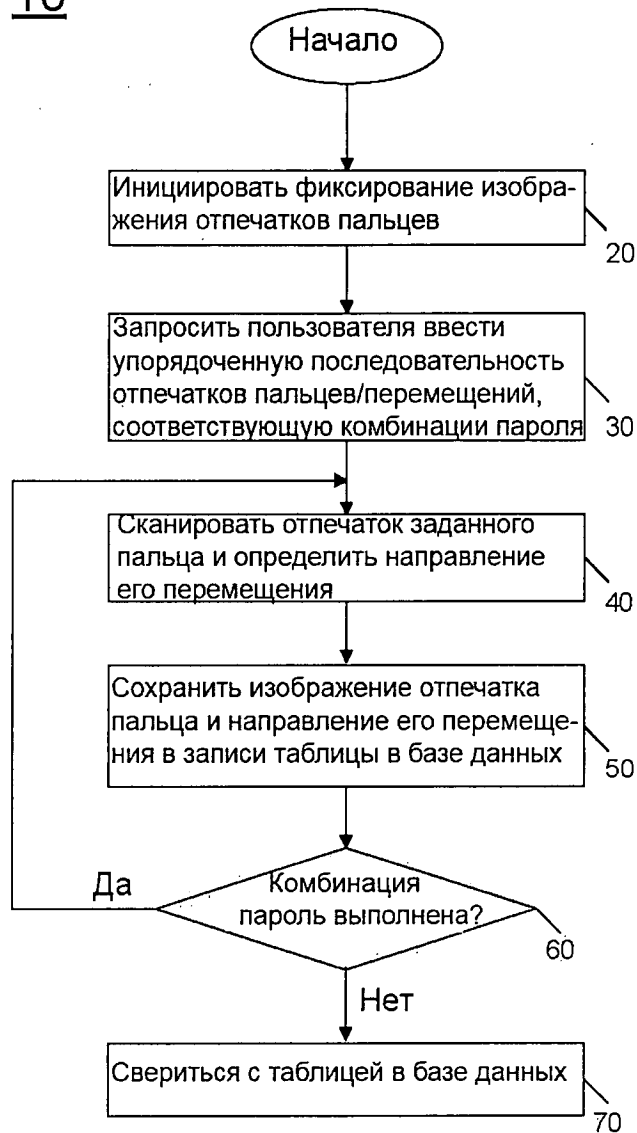 10
Начало
Инициировать фиксирование изобра-
жения отпечатков пальцев
20
Запросить пользователя ввести
упорядоченную последовательность
отпечатков пальцев/перемещений,
соответствующую комбинации пароля
30
Сканировать отпечаток заданного
пальца и определить направление
его перемещения
40
Сохранить изображение отпечатка
пальца и направление его перемеще-
ния в записи таблицы в базе данных
50
Да
Комбинация
пароль выполнена?
60
Нет
Свериться с таблицей в базе данных
70